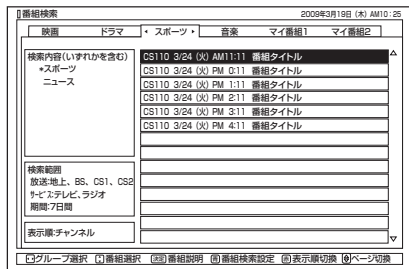 番組検索 2009年3月19日 (木) AM10:25
映画 ドラマ スポーツ 音楽 マイ番組1 マイ番組2
検索内容(いずれかを含む)
*スポーツ
ニュース
CS110 3/24 (火) AM11:11 番組タイトル
CS110 3/24 (火) PM 0:11 番組タイトル
CS110 3/24 (火) PM 1:11 番組タイトル
CS110 3/24 (火) PM 2:11 番組タイトル
CS110 3/24 (火) PM 3:11 番組タイトル
CS110 3/24 (火) PM 4:11 番組タイトル
検索範囲
放送:地上、BS、CS1、CS2
サービス:テレビ、ラジオ
期間:7日間
表示順:チャンネル
グループ選択 番組選択 決定 番組説明 青 番組検索設定 赤 表示順切換 ページ切換